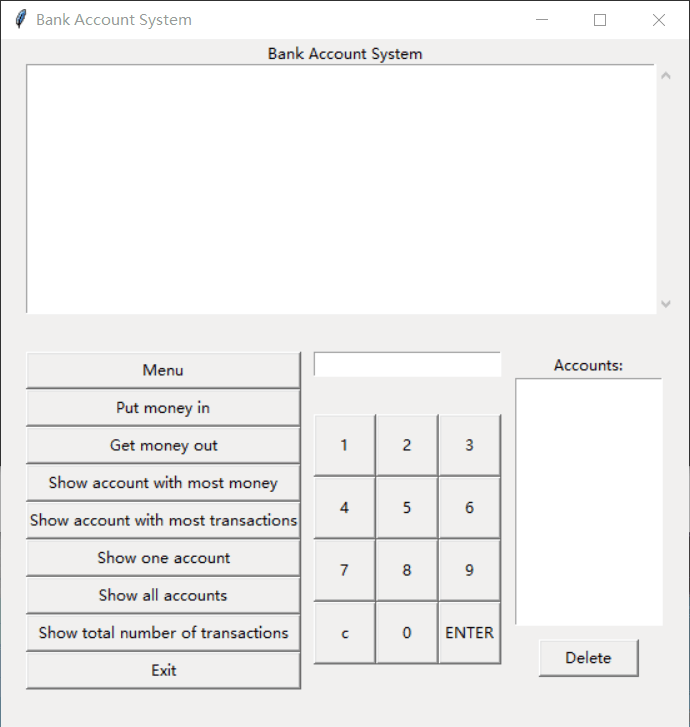 Bank Account System
Bank Account System
Menu
Put money in
Get money out
Show account with most money
Show account with most transactions
Show one account
Show all accounts
Show total number of transactions
Exit
1 2 3
4 5 6
7 8 9
c 0 ENTER
Accounts:
Delete